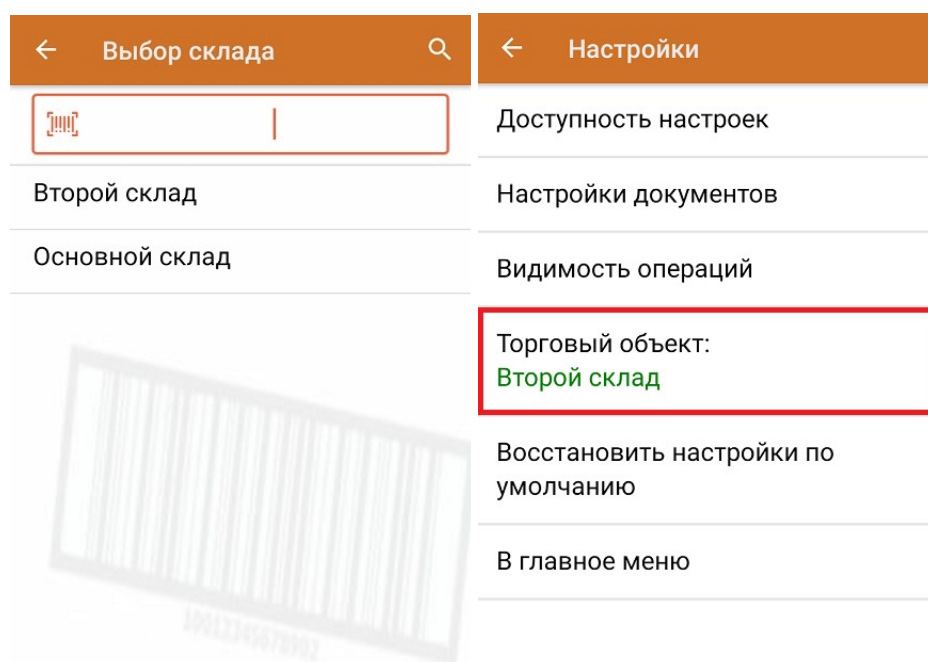 Выбор склада
Второй склад
Основной склад
Настройки
Доступность настроек
Настройки документов
Видимость операций
Торговый объект:
Второй склад
Восстановить настройки по
умолчанию
В главное меню